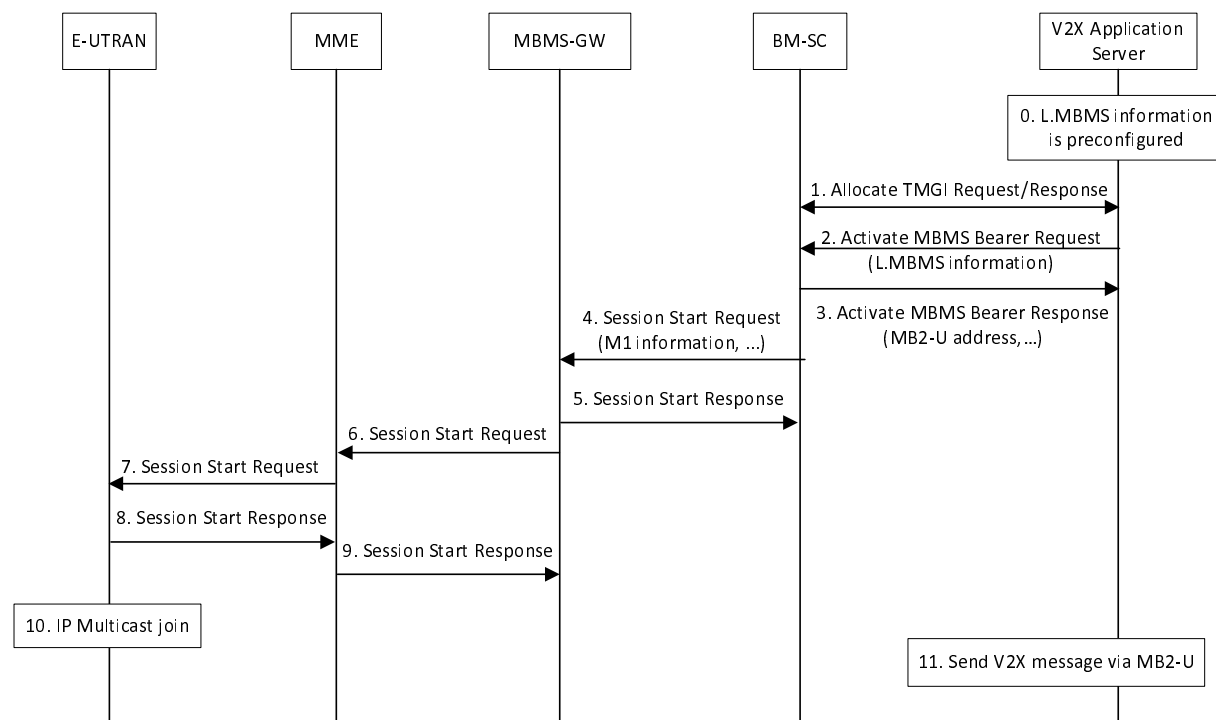 E-UTRAN
MME
MBMS-GW
BM-SC
V2X Application
Server
0. L.MBMS information
is preconfigured
1. Allocate TMGI Request/Response
2. Activate MBMS Bearer Request
(L.MBMS information)
3. Activate MBMS Bearer Response
(MB2-U address,...)
4. Session Start Request
(M1 information, ...)
5. Session Start Response
6. Session Start Request
7. Session Start Request
8. Session Start Response
9. Session Start Response
10. IP Multicast join
11. Send V2X message via MB2-U